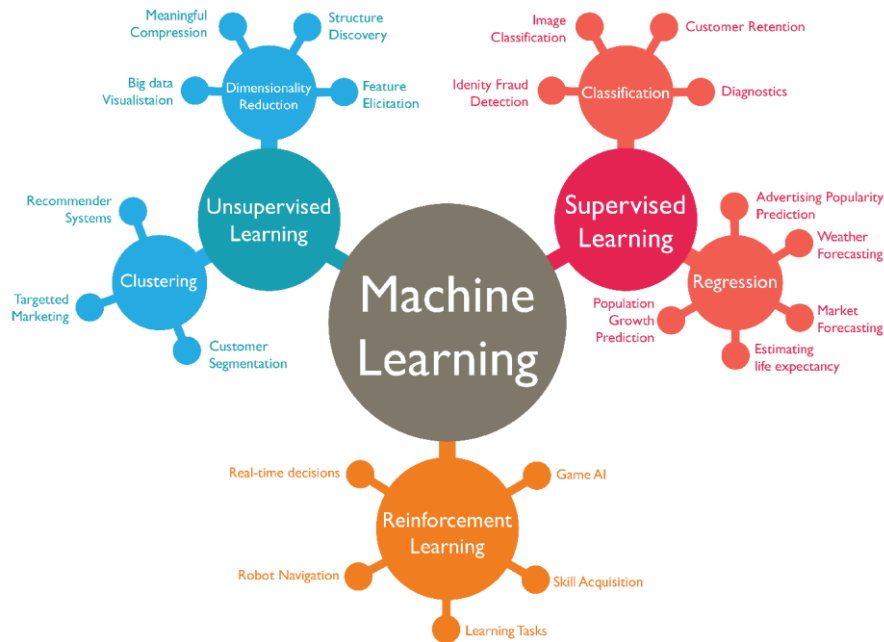 Meaningful
Compression
Structure
Discovery
Big data
Visualistaion
Dimensionality
Reduction
Feature
Elicitation
Unsupervised
Learning
Recommender
Systems
Clustering
Targetted
Marketing
Customer
Segmentation
Machine
Learning
Image
Classification
Customer Retention
Idenity Fraud
Detection
Classification
Diagnostics
Supervised
Learning
Advertising Popularity
Prediction
Weather
Forecasting
Regression
Population
Growth
Prediction
Market
Forecasting
Estimating
life expectancy
Real-time decisions
Game AI
Reinforcement
Learning
Robot Navigation
Skill Acquisition
Learning Tasks